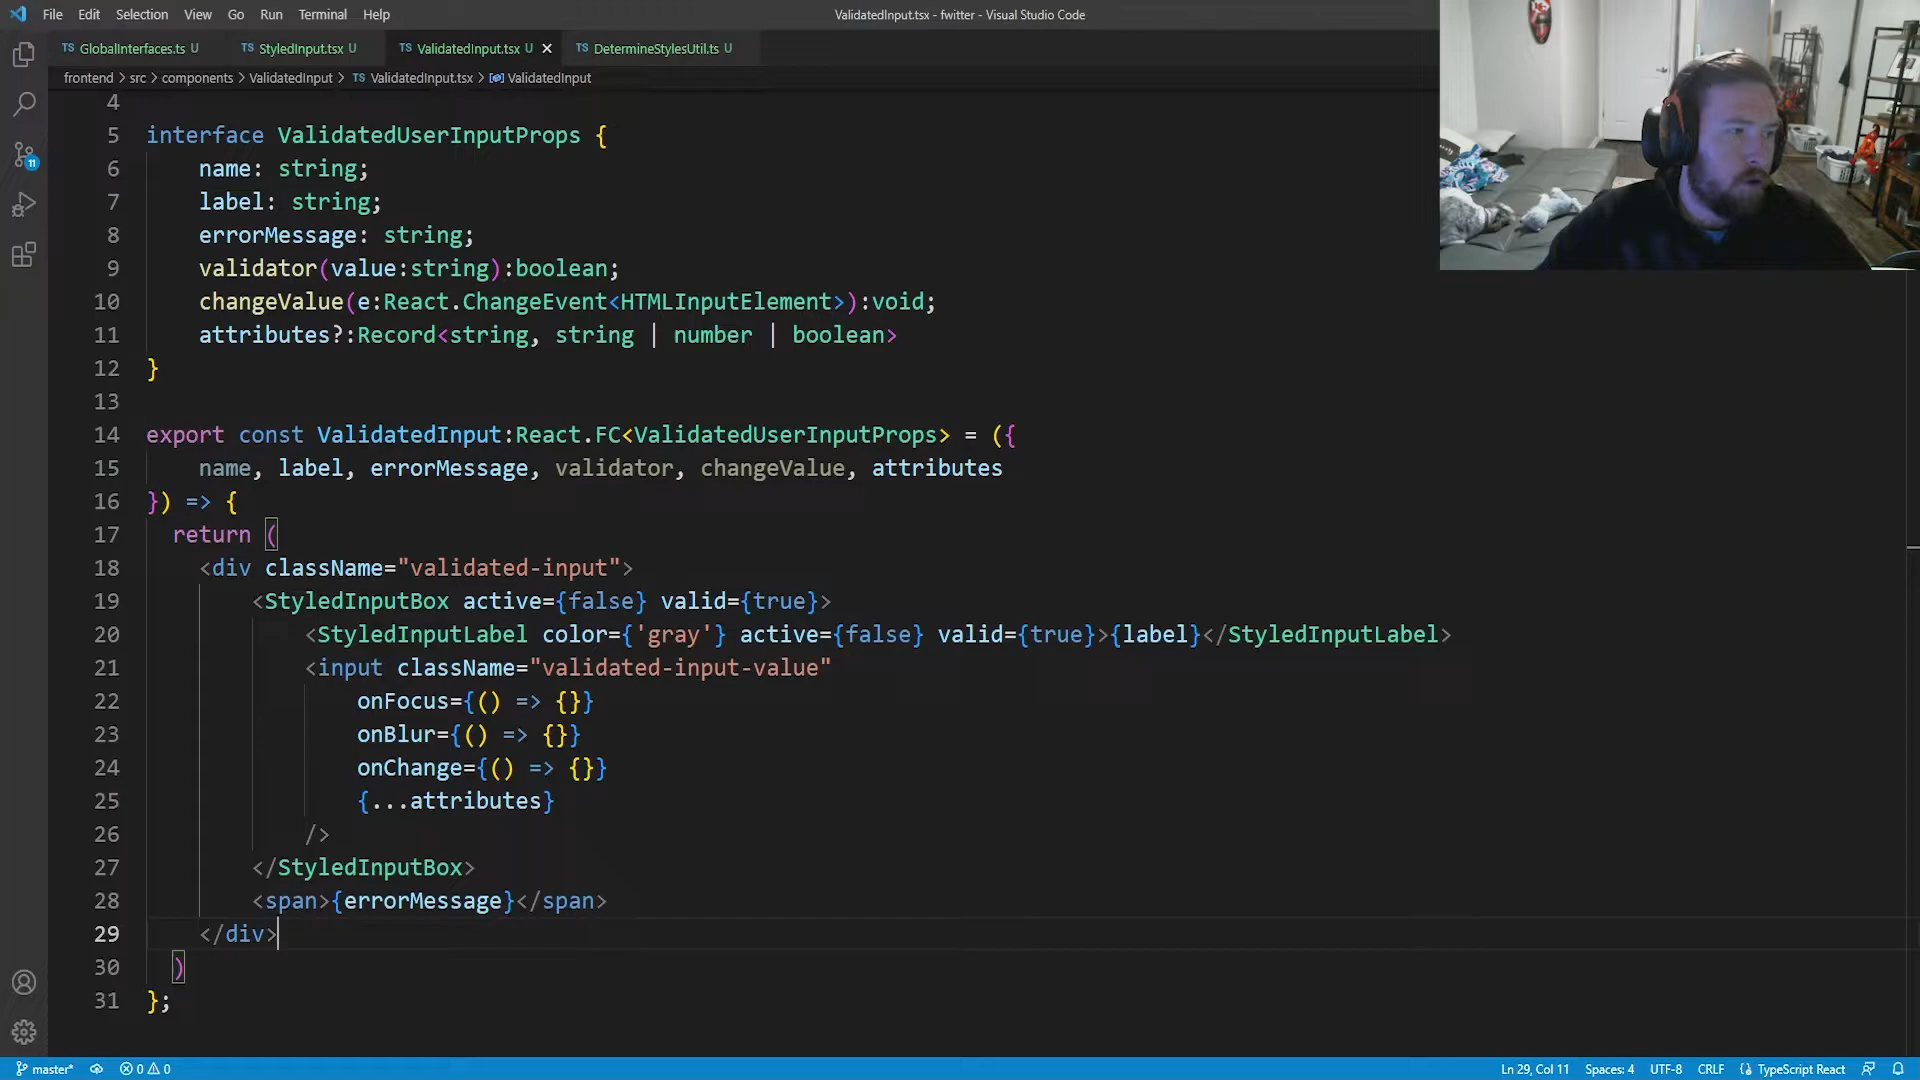 File Edit Selection View Go Run Terminal Help
ValidatedInput.tsx - fwitter - Visual Studio Code
TS GlobalInterfaces.ts U TS StyledInput.tsx U TS ValidatedInput.tsx U × TS DetermineStylesUtil.ts U
frontend > src > components > ValidatedInput > TS ValidatedInput.tsx > ValidatedInput
4
5 interface ValidatedUserInputProps {
6 name: string;
7 label: string;
8 errorMessage: string;
9 validator(value:string):boolean;
10 changeValue(e:React.ChangeEvent<HTMLInputElement>):void;
11 attributes?:Record<string, string | number | boolean>
12 }
13
14 export const ValidatedInput:React.FC<ValidatedUserInputProps> = ({
15 name, label, errorMessage, validator, changeValue, attributes
16 }) => {
17 return (
18 <div className="validated-input">
19 <StyledInputBox active={false} valid={true}>
20 <StyledInputLabel color={'gray'} active={false} valid={true}>{label}</StyledInputLabel>
21 <input className="validated-input-value"
22 onFocus={() => {}}
23 onBlur={() => {}}
24 onChange={() => {}}
25 {...attributes}
26 />
27 </StyledInputBox>
28 <span>{errorMessage}</span>
29 </div>
30 )
31 };
11
master* 0 0 Ln 29, Col 11 Spaces: 4 UTF-8 CRLF TypeScript React